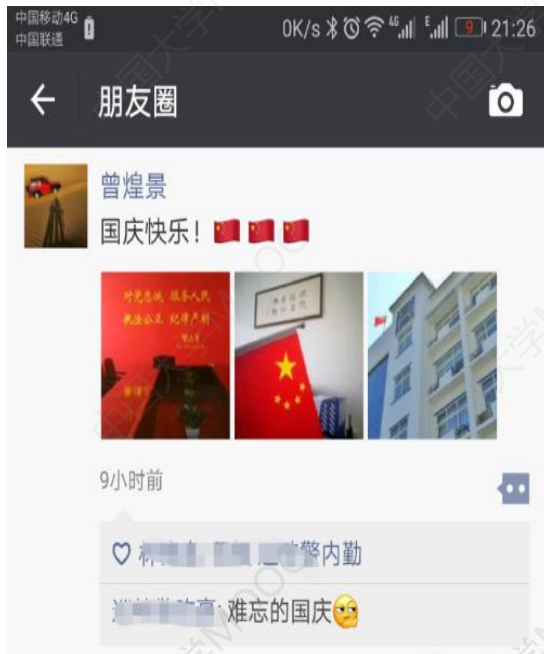 中国移动4G
中国联通
0K/s 46 E 9 21:26
朋友圈
曾煌景
国庆快乐！🇨🇳🇨🇳🇨🇳
对党忠诚 服务人民
执法公正 纪律严明
9小时前
警内勤
难忘的国庆🤔